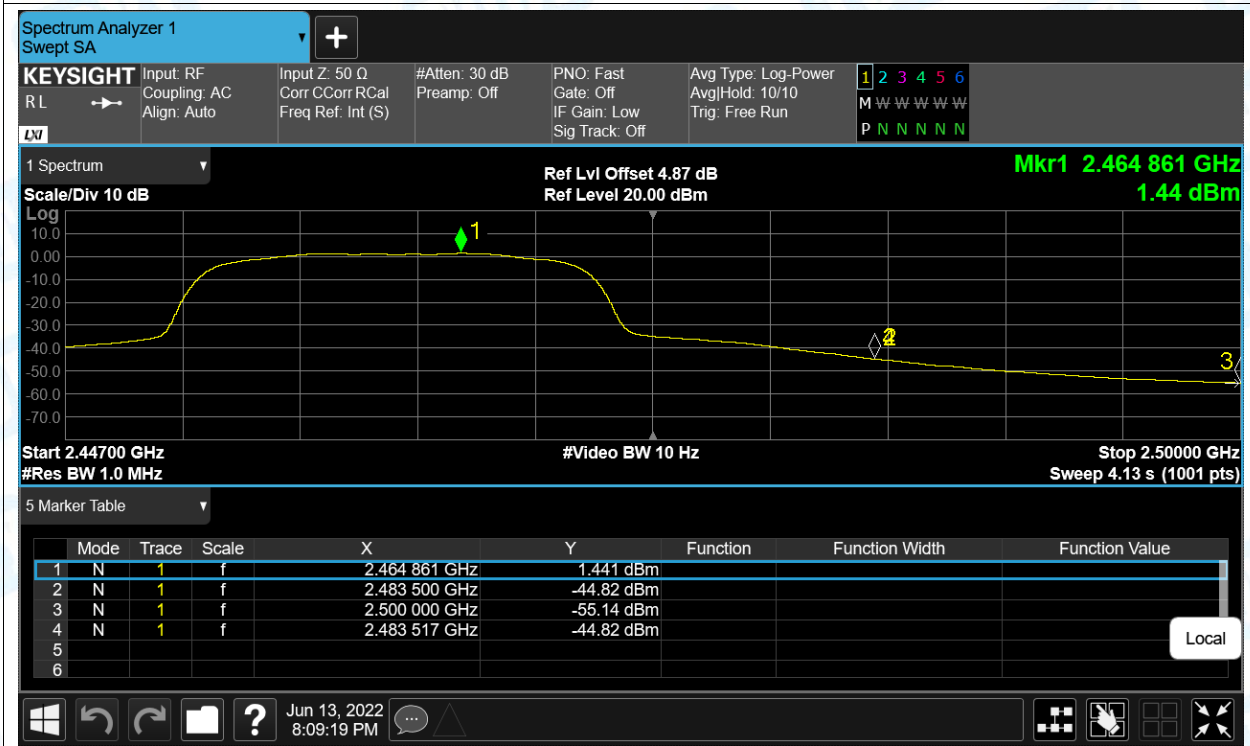 Spectrum Analyzer 1
Swept SA
+
KEYSIGHT Input: RF Input Z: 50 Ω #Atten: 30 dB PNO: Fast Avg Type: Log-Power 1 2 3 4 5 6
R L Coupling: AC Corr CCorr RCal Preamp: Off Gate: Off Avg|Hold: 10/10 M W W W W W
Align: Auto Freq Ref: Int (S) IF Gain: Low Trig: Free Run
LXI Sig Track: Off P N N N N N
1 Spectrum Ref Lvl Offset 4.87 dB Mkr1 2.464 861 GHz
Scale/Div 10 dB Ref Level 20.00 dBm 1.44 dBm
Log
10.0
0.00
-10.0
-20.0
-30.0
-40.0
-50.0
-60.0
-70.0
1
2
3
Start 2.44700 GHz #Video BW 10 Hz Stop 2.50000 GHz
#Res BW 1.0 MHz Sweep 4.13 s (1001 pts)
5 Marker Table
Mode Trace Scale X Y Function Function Width Function Value
1 N 1 f 2.464 861 GHz 1.441 dBm
2 N 1 f 2.483 500 GHz -44.82 dBm
3 N 1 f 2.500 000 GHz -55.14 dBm
4 N 1 f 2.483 517 GHz -44.82 dBm
5
6
Local
? Jun 13, 2022
8:09:19 PM